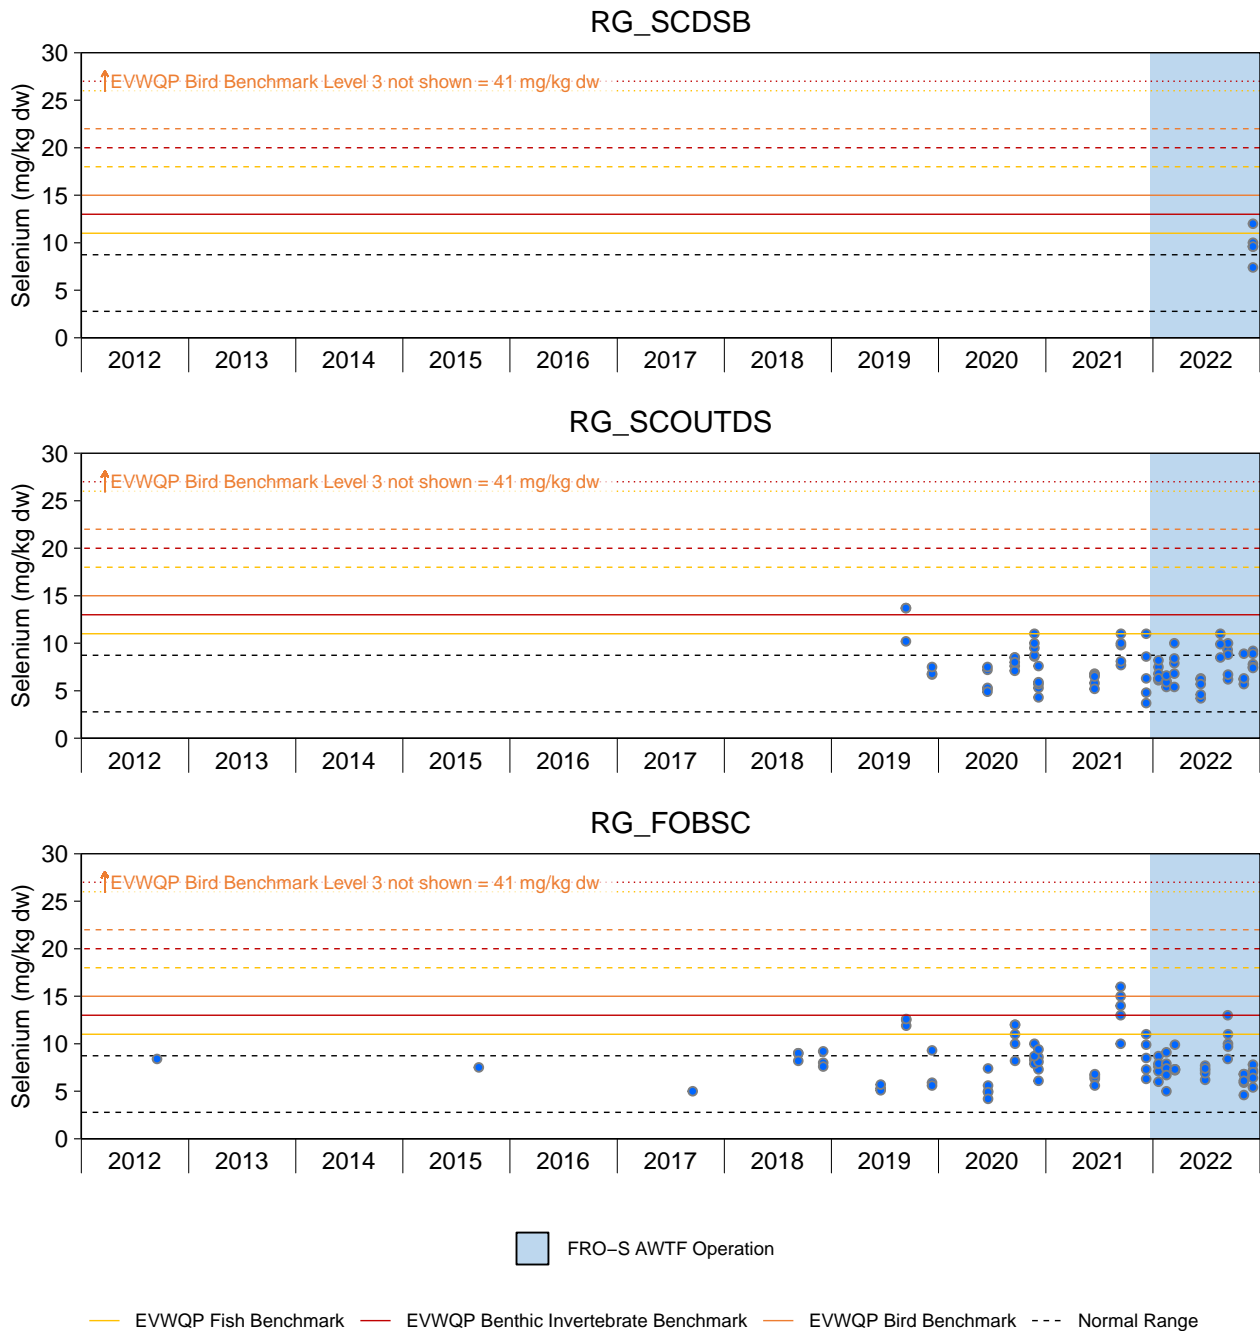 RG_SCDSB
30
25
20
15
10
5
0
Selenium (mg/kg dw)
EVWQP Bird Benchmark Level 3 not shown = 41 mg/kg dw
2012 2013 2014 2015 2016 2017 2018 2019 2020 2021 2022
RG_SCOUTDS
30
25
20
15
10
5
0
Selenium (mg/kg dw)
EVWQP Bird Benchmark Level 3 not shown = 41 mg/kg dw
2012 2013 2014 2015 2016 2017 2018 2019 2020 2021 2022
RG_FOBSC
30
25
20
15
10
5
0
Selenium (mg/kg dw)
EVWQP Bird Benchmark Level 3 not shown = 41 mg/kg dw
2012 2013 2014 2015 2016 2017 2018 2019 2020 2021 2022
FRO−S AWTF Operation
EVWQP Fish Benchmark EVWQP Benthic Invertebrate Benchmark EVWQP Bird Benchmark Normal Range